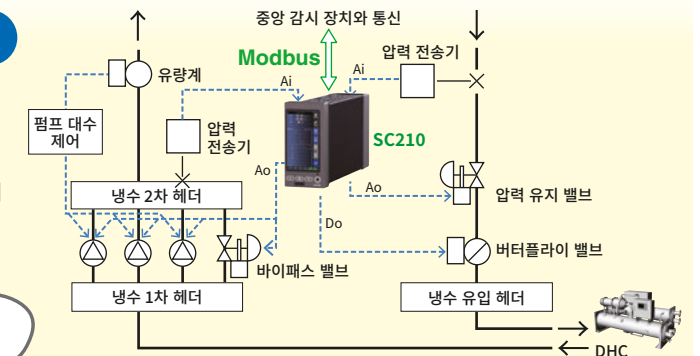 중앙 감시 장치와 통신
Modbus
압력 전송기
유량계
Ai
Ai
펌프 대수
제어
압력
전송기
SC210
Ao
Ao
냉수 2차 헤더
압력 유지 밸브
Do
버터플라이 밸브
바이패스 밸브
냉수 1차 헤더
냉수 유입 헤더
DHC